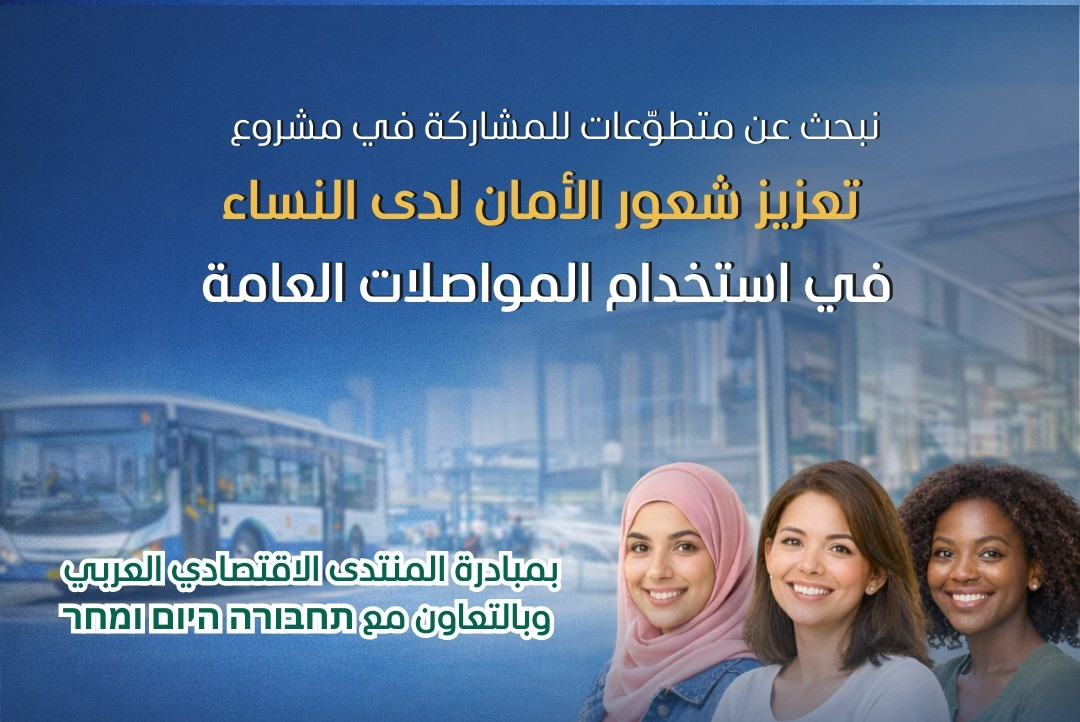 نبحث عن متطوّعات للمشاركة في مشروع
تعزيز شعور الأمان لدى النساء
في استخدام المواصلات العامة
بمبادرة المنتدى الاقتصادي العربي
وبالتعاون مع תחבורה היום ומחר